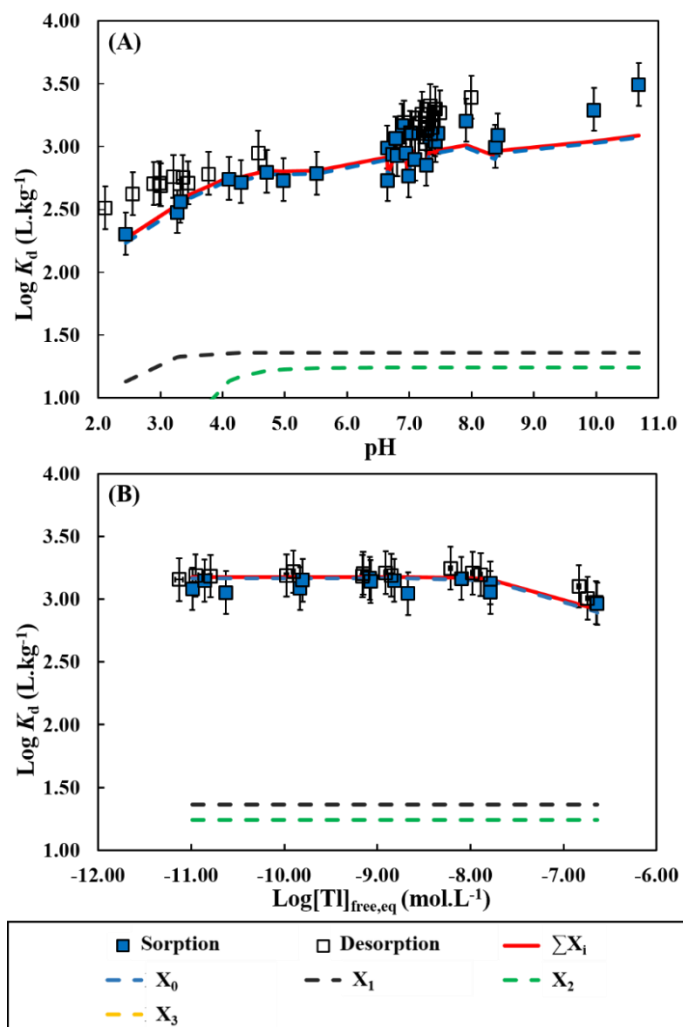 (A)
4.00
3.50
3.00
2.50
2.00
1.50
1.00
Log K_d (L.kg⁻¹)
2.0 3.0 4.0 5.0 6.0 7.0 8.0 9.0 10.0 11.0
pH
(B)
4.00
3.50
3.00
2.50
2.00
1.50
1.00
Log K_d (L.kg⁻¹)
-12.00 -11.00 -10.00 -9.00 -8.00 -7.00 -6.00
Log[Tl]free,eq (mol.L⁻¹)
Sorption Desorption ∑Xᵢ
X₀ X₁ X₂
X₃